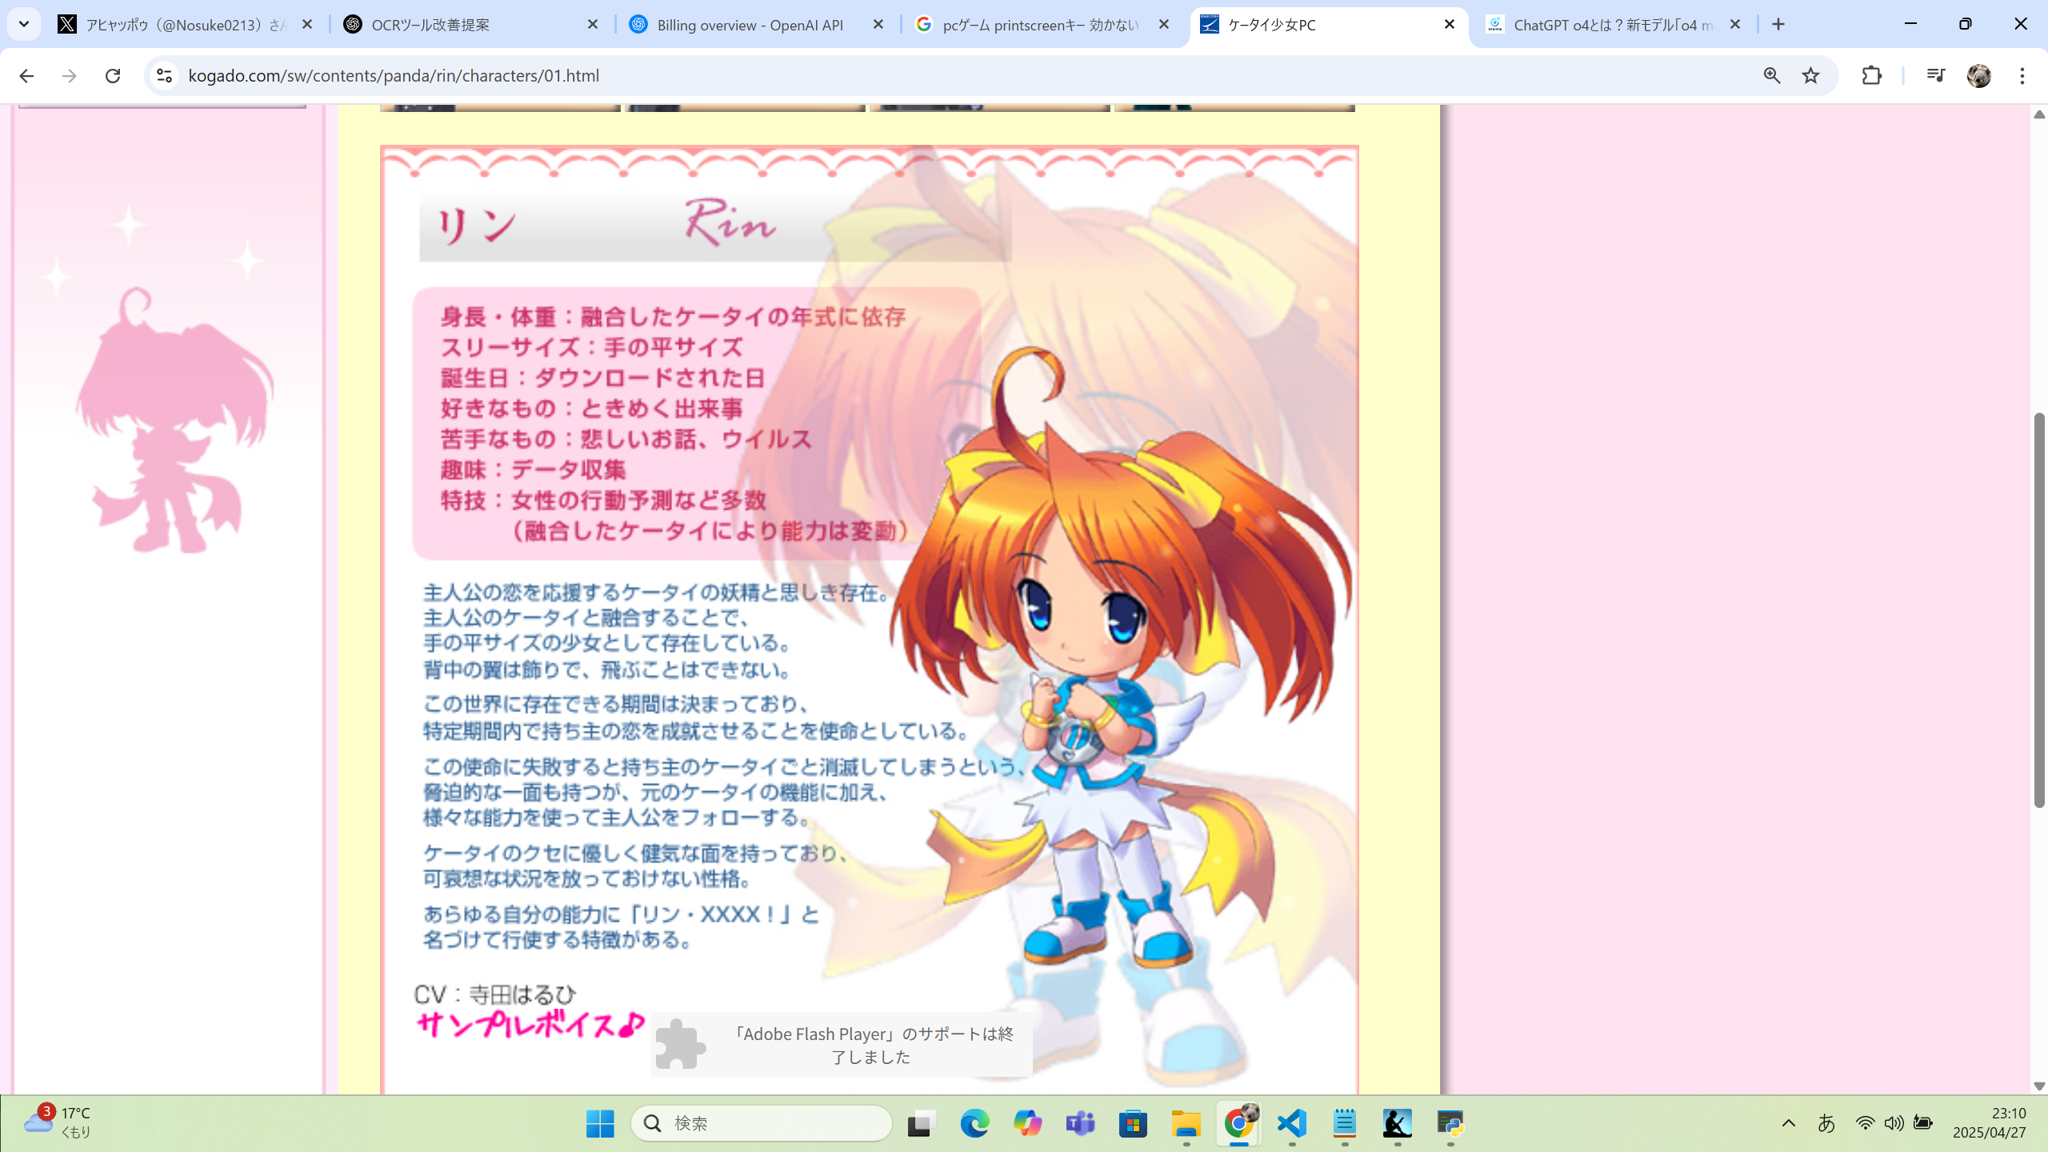 アヒャッポゥ（@Nosuke0213）さん
OCRツール改善提案
Billing overview - OpenAI API
pcゲーム printscreenキー 効かない
ケータイ少女PC
ChatGPT o4とは？新モデル「o4 m
kogado.com/sw/contents/panda/rin/characters/01.html
リン Rin
身長・体重：融合したケータイの年式に依存
スリーサイズ：手の平サイズ
誕生日：ダウンロードされた日
好きなもの：ときめく出来事
苦手なもの：悲しいお話、ウイルス
趣味：データ収集
特技：女性の行動予測など多数
（融合したケータイにより能力は変動）
主人公の恋を応援するケータイの妖精と思しき存在。
主人公のケータイと融合することで、
手の平サイズの少女として存在している。
背中の翼は飾りで、飛ぶことはできない。
この世界に存在できる期間は決まっており、
特定期間内で持ち主の恋を成就させることを使命としている。
この使命に失敗すると持ち主のケータイごと消滅してしまうという、
脅迫的な一面も持つが、元のケータイの機能に加え、
様々な能力を使って主人公をフォローする。
ケータイのクセに優しく健気な面を持っており、
可哀想な状況を放っておけない性格。
あらゆる自分の能力に「リン・XXXX！」と
名づけて行使する特徴がある。
CV：寺田はるひ
サンプルボイス♪
「Adobe Flash Player」のサポートは終
了しました
3
17°C
くもり
検索
あ
23:10
2025/04/27